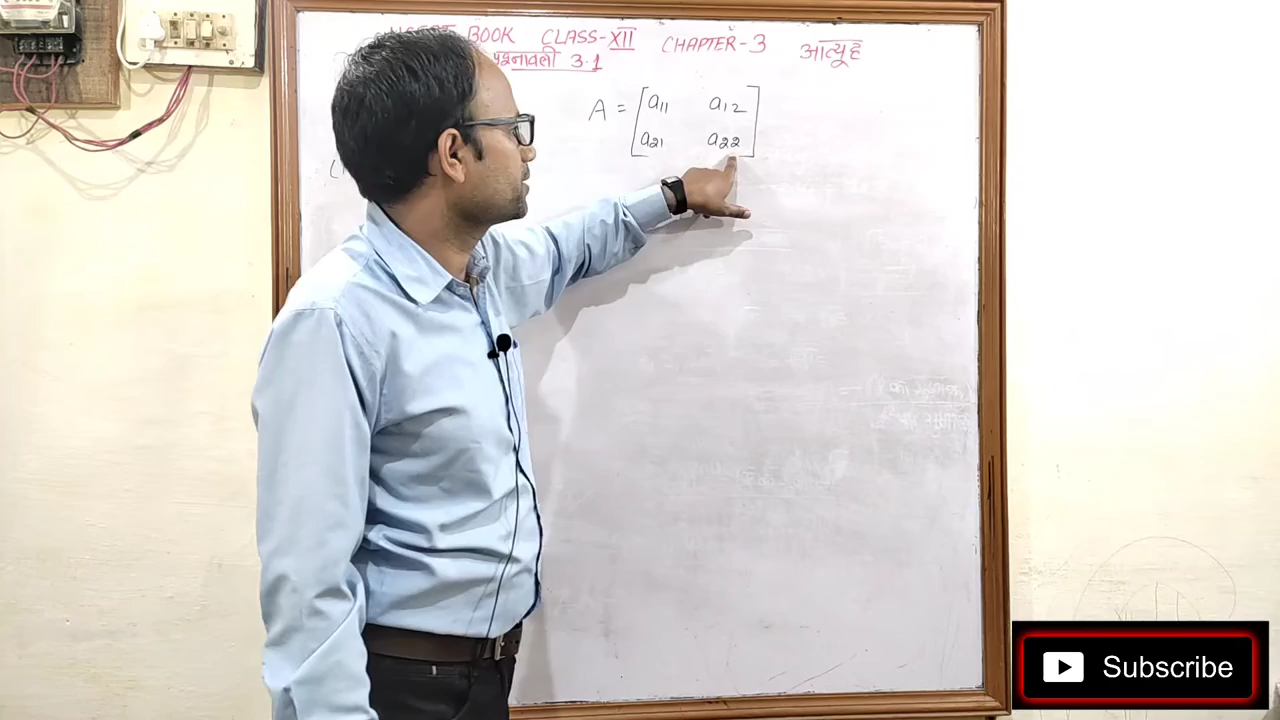 BOOK CLASS-XII CHAPTER-3 आव्यूह
प्रश्नावली 3.1
A = [a11 a12
a21 a22]
Subscribe